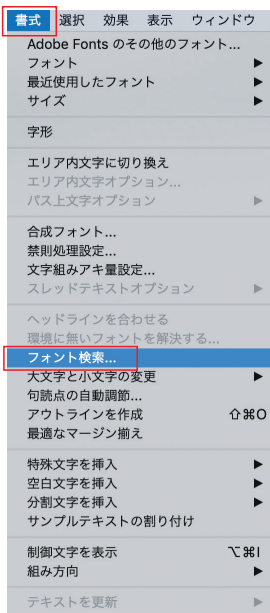 書式 選択 効果 表示 ウィンドウ
Adobe Fonts のその他のフォント...
フォント ▶
最近使用したフォント ▶
サイズ ▶
字形
エリア内文字に切り換え
エリア内文字オプション...
パス上文字オプション ▶
合成フォント...
禁則処理設定...
文字組みアキ量設定...
スレッドテキストオプション ▶
ヘッドラインを合わせる
環境に無いフォントを解決する...
フォント検索...
大文字と小文字の変更 ▶
句読点の自動調節...
アウトラインを作成 ⇧⌘O
最適なマージン揃え
特殊文字を挿入 ▶
空白文字を挿入 ▶
分割文字を挿入 ▶
サンプルテキストの割り付け
制御文字を表示 ⌥⌘I
組み方向 ▶
テキストを更新 ▶